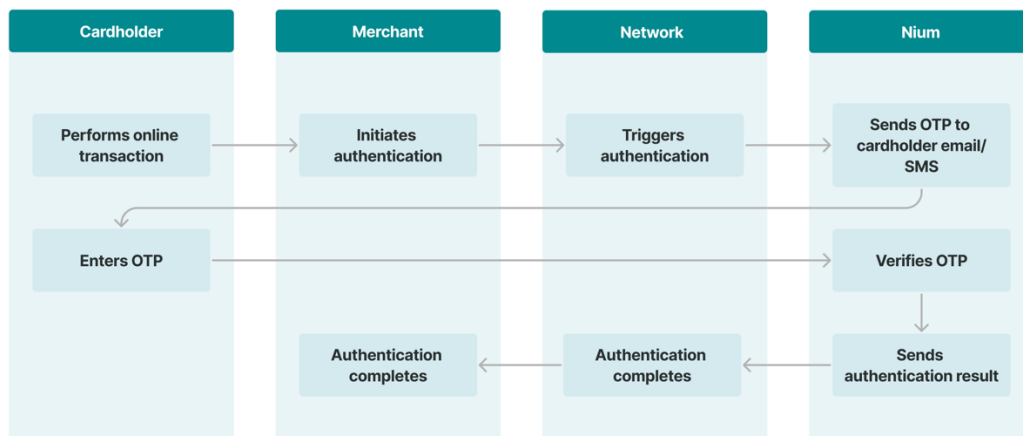 Cardholder
Merchant
Network
Nium
Performs online
transaction
Initiates
authentication
Triggers
authentication
Sends OTP to
cardholder email/
SMS
Enters OTP
Verifies OTP
Authentication
completes
Authentication
completes
Sends
authentication result